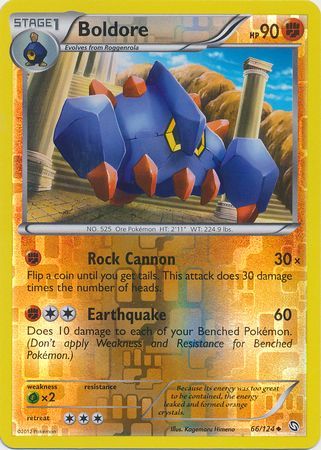 STAGE1
Boldore
HP 90
Evolves from Roggenrola
NO. 525 Ore Pokémon HT: 2'11" WT: 224.9 lbs.
Rock Cannon 30×
Flip a coin until you get tails. This attack does 30 damage
times the number of heads.
Earthquake 60
Does 10 damage to each of your Benched Pokémon.
(Don't apply Weakness and Resistance for Benched
Pokémon.)
weakness resistance
×2
retreat
Because its energy was too great
to be contained, the energy
leaked and formed orange
crystals.
©2012 Pokémon
Illus. Kagemaru Himeno
66/124